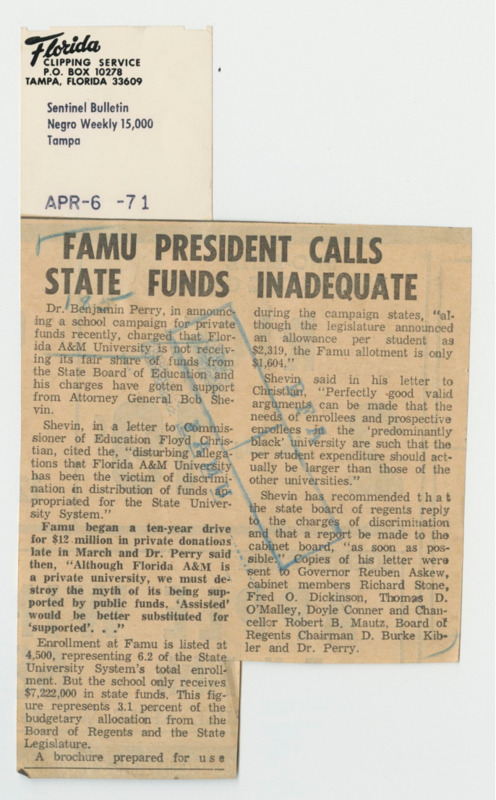 Florida
CLIPPING SERVICE
P.O. BOX 10278
TAMPA, FLORIDA 33609
Sentinel Bulletin
Negro Weekly 15,000
Tampa
APR-6 -71
FAMU PRESIDENT CALLS
STATE FUNDS INADEQUATE
Dr. Benjamin Perry, in announc-
ing a school campaign for private
funds recently, charged that Flor-
ida A&M University is not receiv-
ing its fair share of funds from
the State Board of Education and
his charges have gotten support
from Attorney General Bob She-
vin.
Shevin, in a letter to Commis-
sioner of Education Floyd Chris-
tian, cited the, "disturbing allega-
tions that Florida A&M University
has been the victim of discrimi-
nation in distribution of funds
propriated for the State Univer-
sity System."
Famu began a ten-year drive
for $12 million in private donations
late in March and Dr. Perry said
then, "Although Florida A&M is
a private university, we must de-
stroy the myth of its being sup-
ported by public funds. 'Assisted'
would be better substituted for
'supported'. . ."
Enrollment at Famu is listed at
4,500, representing 6.2 of the State
University System's total enroll-
ment. But the school only receives
$7,222,000 in state funds. This fig-
ure represents 3.1 percent of the
budgetary allocation from the
Board of Regents and the State
Legislature.
A brochure prepared for use
during the campaign states, "al-
though the legislature announced
an allowance per student as
$2,319, the Famu allotment is only
$1,604."
Shevin said in his letter to
Christian, "Perfectly good valid
arguments can be made that the
needs of enrollees and prospective
enrollees at the 'predominantly
black' university are such that the
per student expenditure should act-
ually be larger than those of the
other universities."
Shevin has recommended that
the state board of regents reply
to the charges of discrimination
and that a report be made to the
cabinet board, "as soon as pos-
sible" Copies of his letter were
sent to Governor Reuben Askew,
cabinet members Richard Stone,
Fred O. Dickinson, Thomas D.
O'Malley, Doyle Conner and Chan-
cellor Robert B. Mautz, Board of
Regents Chairman D. Burke Kib-
ler and Dr. Perry.